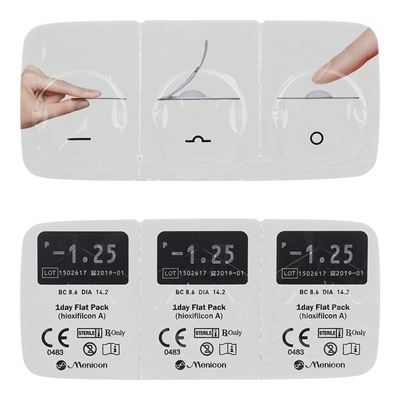 P -1.25
LOT 1502617 2019-01
BC 8.6 DIA 14.2
1day Flat Pack
(hioxifilcon A)
CE 0483 STERILE Rx Only
Menicon
P -1.25
LOT 1502617 2019-01
BC 8.6 DIA 14.2
1day Flat Pack
(hioxifilcon A)
CE 0483 STERILE Rx Only
Menicon
P -1.25
LOT 1502617 2019-01
BC 8.6 DIA 14.2
1day Flat Pack
(hioxifilcon A)
CE 0483 STERILE Rx Only
Menicon